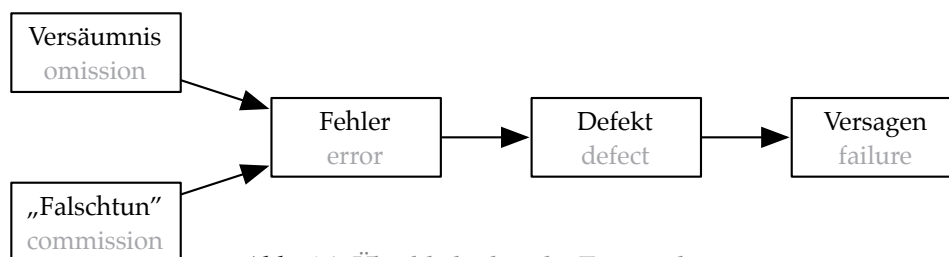 Versäumnis
omission
„Falschtun”
commission
Fehler
error
Defekt
defect
Versagen
failure